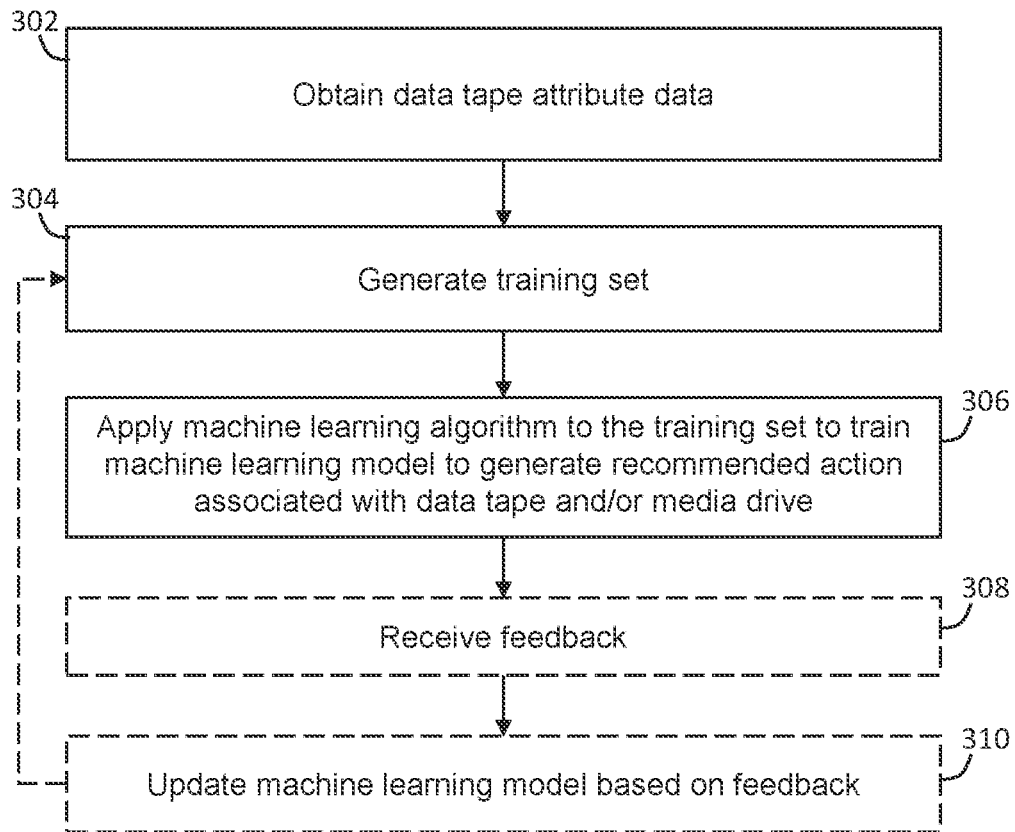 302
Obtain data tape attribute data
304
Generate training set
306
Apply machine learning algorithm to the training set to train
machine learning model to generate recommended action
associated with data tape and/or media drive
308
Receive feedback
310
Update machine learning model based on feedback